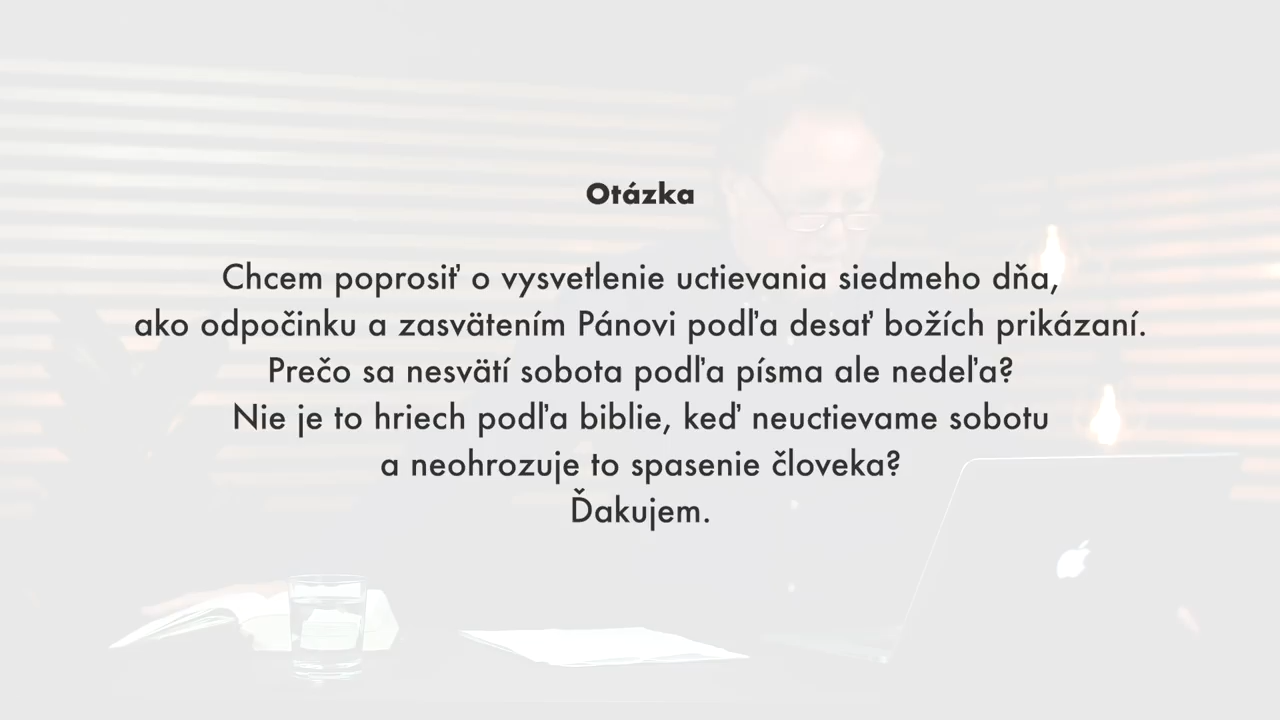 Otázka
Chcem poprosiť o vysvetlenie uctievania siedmeho dňa,
ako odpočinku a zasvätením Pánovi podľa desať božích prikázaní.
Prečo sa nesvätí sobota podľa písma ale nedeľa?
Nie je to hriech podľa biblie, keď neuctievame sobotu
a neohrozuje to spasenie človeka?
Ďakujem.